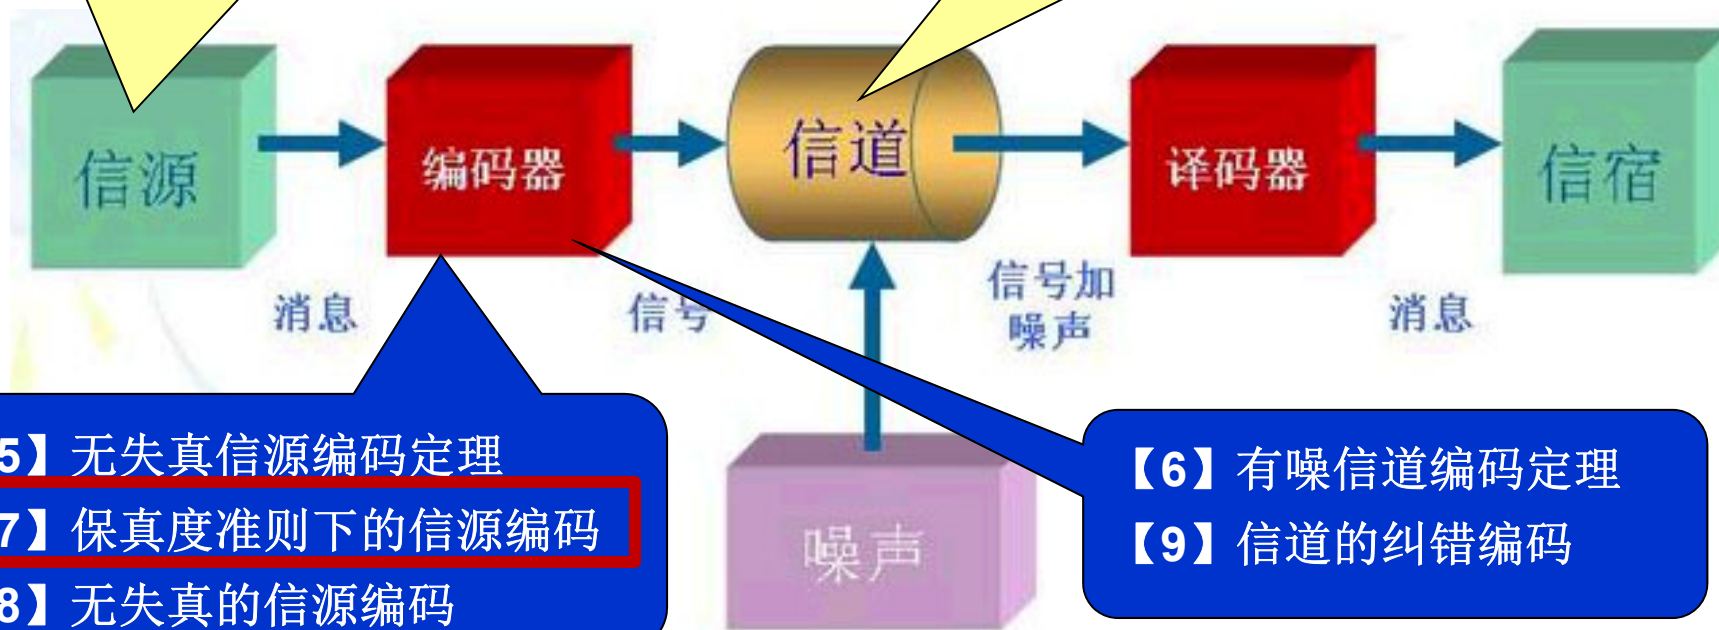 信源
编码器
信道
译码器
信宿
消息
信号
信号加
噪声
消息
噪声
5】无失真信源编码定理
7】保真度准则下的信源编码
8】无失真的信源编码
【6】有噪信道编码定理
【9】信道的纠错编码